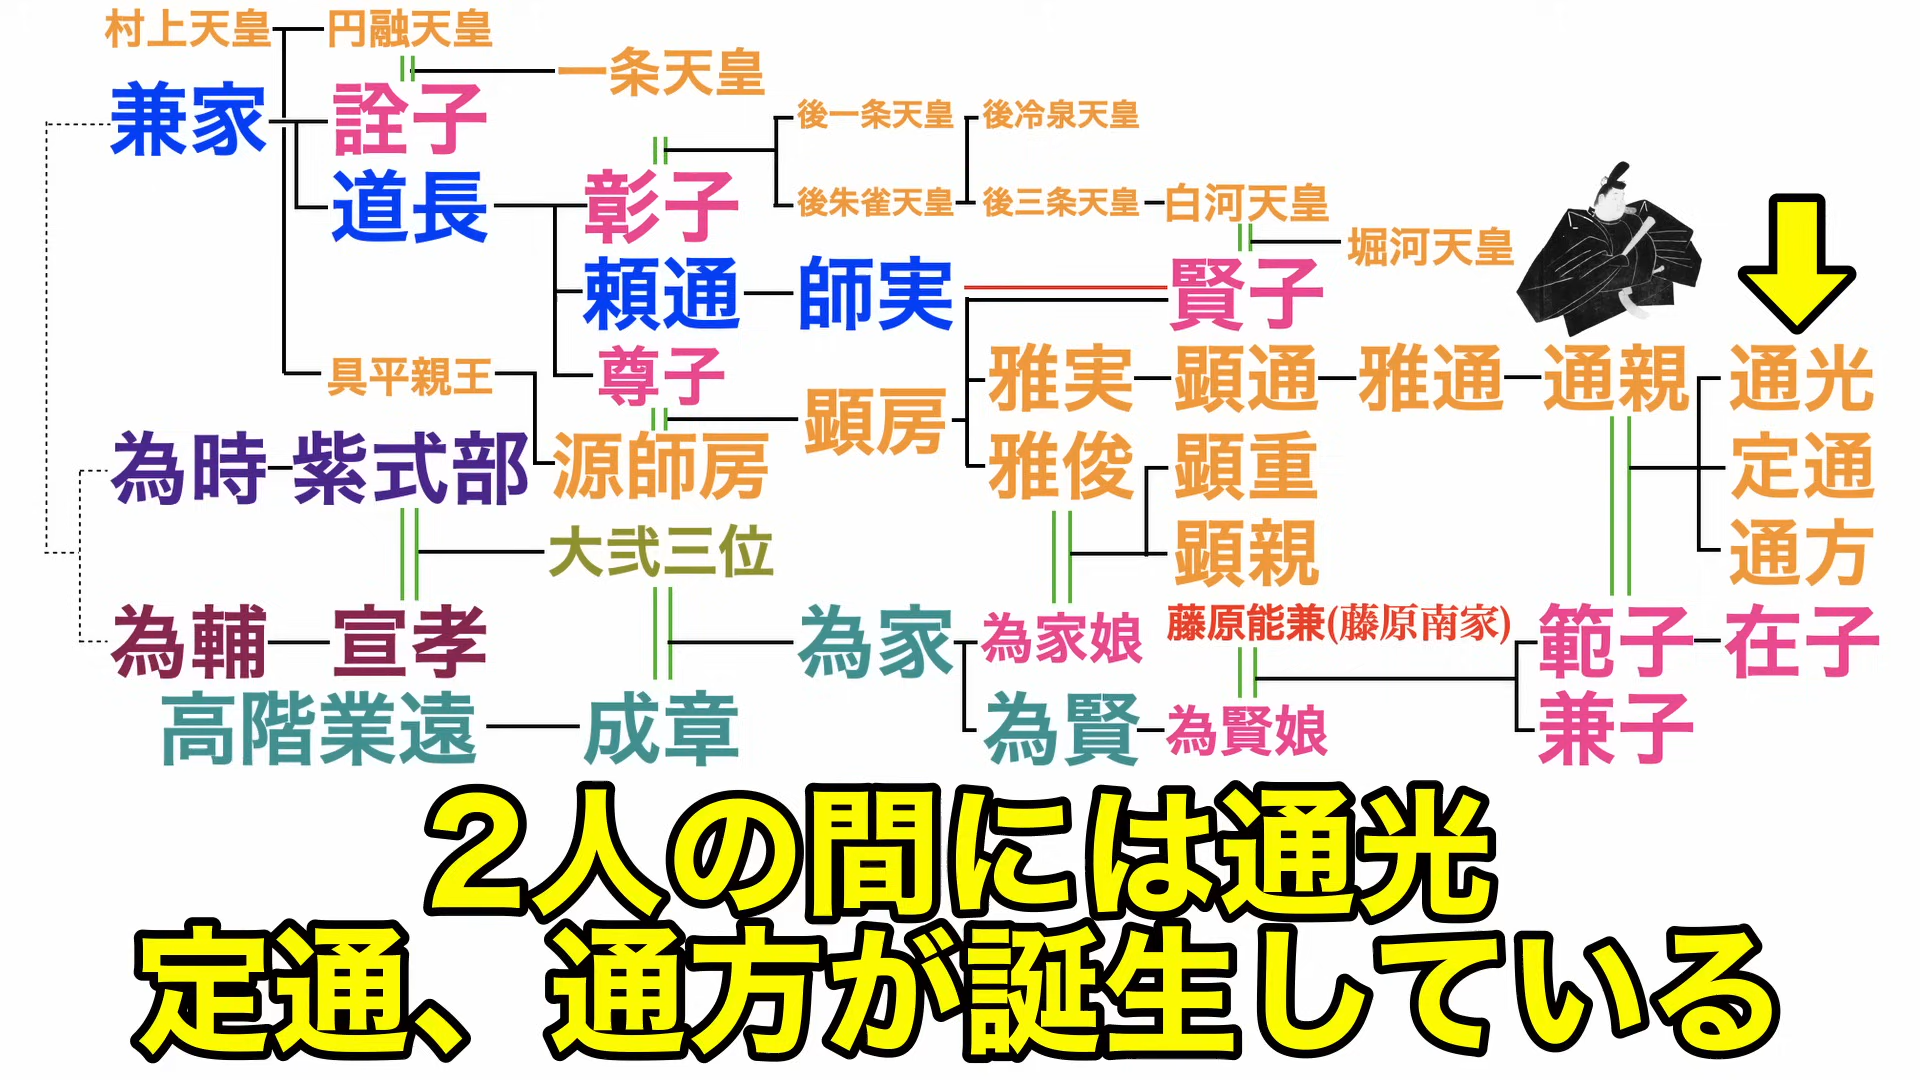 村上天皇 円融天皇
一条天皇
兼家 詮子
後一条天皇 後冷泉天皇
道長 彰子 後朱雀天皇 後三条天皇 白河天皇
堀河天皇
頼通 師実 賢子
具平親王 尊子 雅実 顕通 雅通 通親 通光
顕房
為時 紫式部 源師房 雅俊 顕重 定通
大弐三位 顕親 通方
為輔 宣孝 為家 為家娘 藤原能兼(藤原南家) 範子 在子
高階業遠 成章 為賢 為賢娘 兼子
2人の間には通光
定通、通方が誕生している